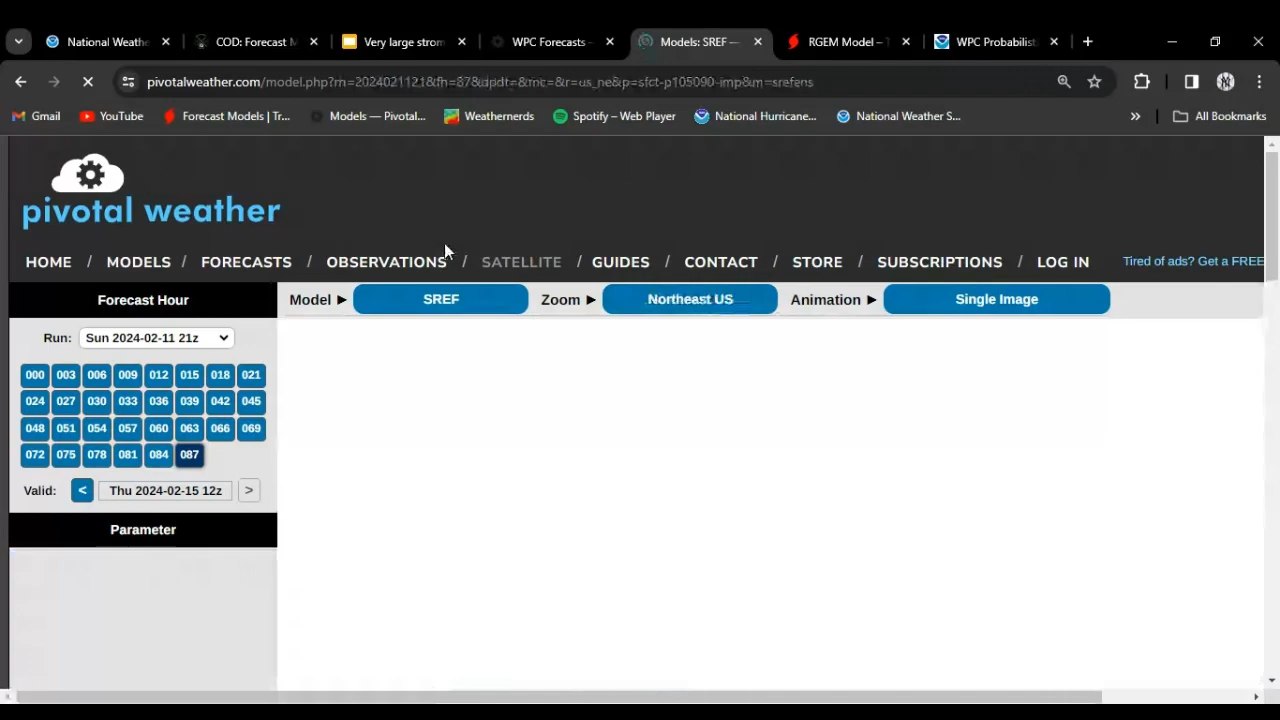 National Weathe
COD: Forecast M
Very large strom
WPC Forecasts -
Models: SREF —
RGEM Model – T
WPC Probabilist
pivotalweather.com/model.php?rn=2024021121&fh=87&dpdt=&mc=&r=us_ne&p=sfct-p105090-imp&m=srefens
Gmail
YouTube
Forecast Models | Tr...
Models — Pivotal...
Weathernerds
Spotify – Web Player
National Hurricane...
National Weather S...
»
All Bookmarks
pivotal weather
HOME / MODELS / FORECASTS / OBSERVATIONS / SATELLITE / GUIDES / CONTACT / STORE / SUBSCRIPTIONS / LOG IN
Tired of ads? Get a FREE
Forecast Hour
Model ▶ SREF Zoom ▶ Northeast US Animation ▶ Single Image
Run: Sun 2024-02-11 21z
000 003 006 009 012 015 018 021
024 027 030 033 036 039 042 045
048 051 054 057 060 063 066 069
072 075 078 081 084 087
Valid: < Thu 2024-02-15 12z >
Parameter